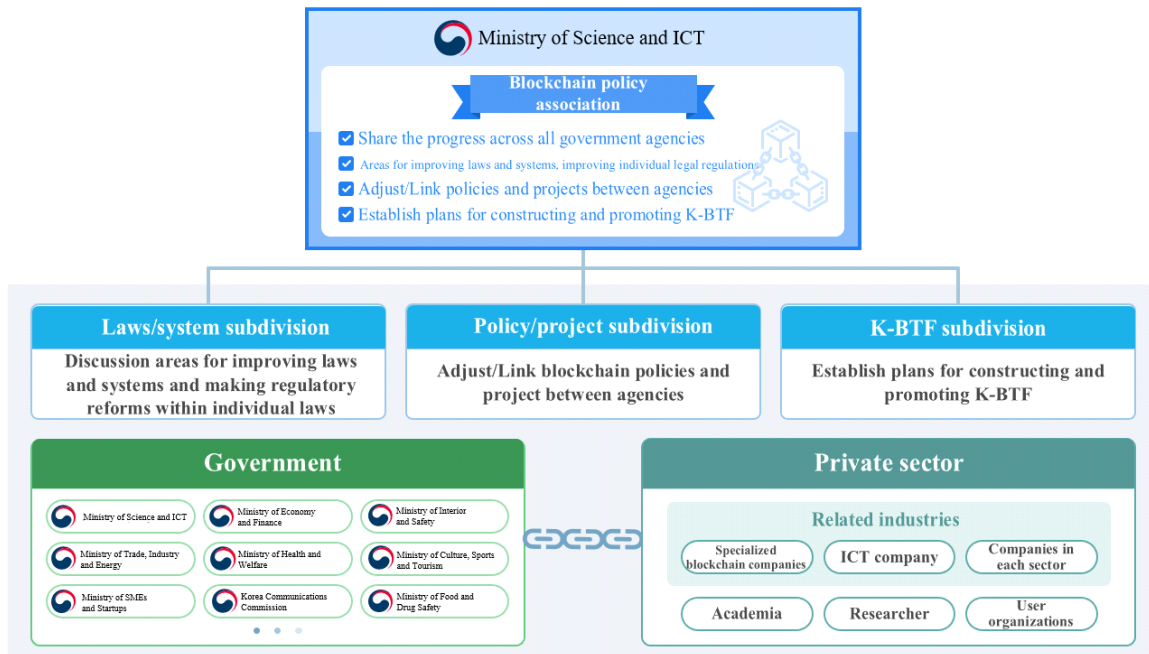 Ministry of Science and ICT
Blockchain policy
association
Share the progress across all government agencies
Areas for improving laws and systems, improving individual legal regulations
Adjust/Link policies and projects between agencies
Establish plans for constructing and promoting K-BTF
Laws/system subdivision
Discussion areas for improving laws
and systems and making regulatory
reforms within individual laws
Policy/project subdivision
Adjust/Link blockchain policies and
project between agencies
K-BTF subdivision
Establish plans for constructing and
promoting K-BTF
Government
Ministry of Science and ICT
Ministry of Economy
and Finance
Ministry of Interior
and Safety
Ministry of Trade, Industry
and Energy
Ministry of Health and
Welfare
Ministry of Culture, Sports
and Tourism
Ministry of SMEs
and Startups
Korea Communications
Commission
Ministry of Food and
Drug Safety
Private sector
Related industries
Specialized
blockchain companies
ICT company
Companies in
each sector
Academia
Researcher
User
organizations